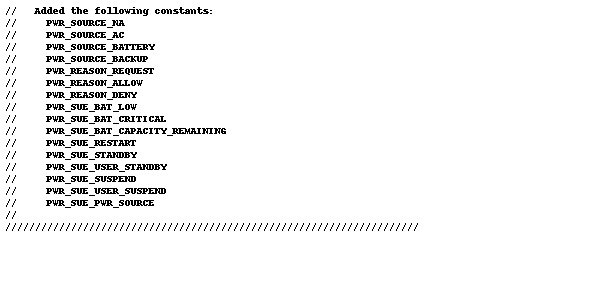 //   Added the following constants:
//     PWR_SOURCE_NA
//     PWR_SOURCE_AC
//     PWR_SOURCE_BATTERY
//     PWR_SOURCE_BACKUP
//     PWR_REASON_REQUEST
//     PWR_REASON_ALLOW
//     PWR_REASON_DENY
//     PWR_SUE_BAT_LOW
//     PWR_SUE_BAT_CRITICAL
//     PWR_SUE_BAT_CAPACITY_REMAINING
//     PWR_SUE_RESTART
//     PWR_SUE_STANDBY
//     PWR_SUE_USER_STANDBY
//     PWR_SUE_SUSPEND
//     PWR_SUE_USER_SUSPEND
//     PWR_SUE_PWR_SOURCE
//
/////////////////////////////////////////////////////////////////////